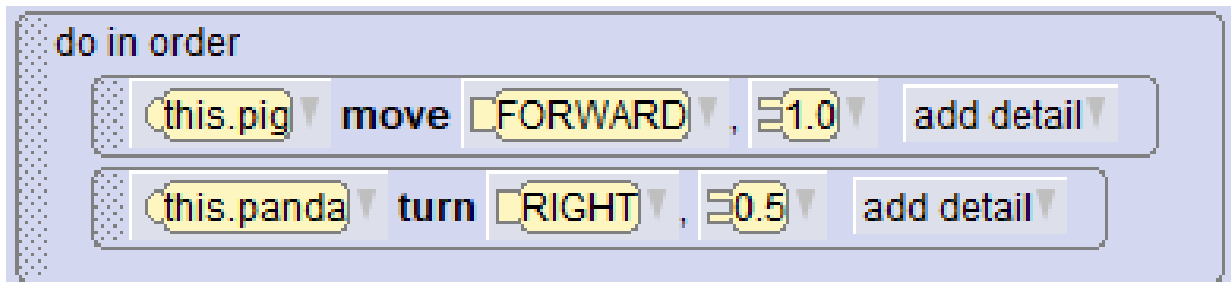 do in order
this.pig move FORWARD , 1.0 add detail
this.panda turn RIGHT , 0.5 add detail